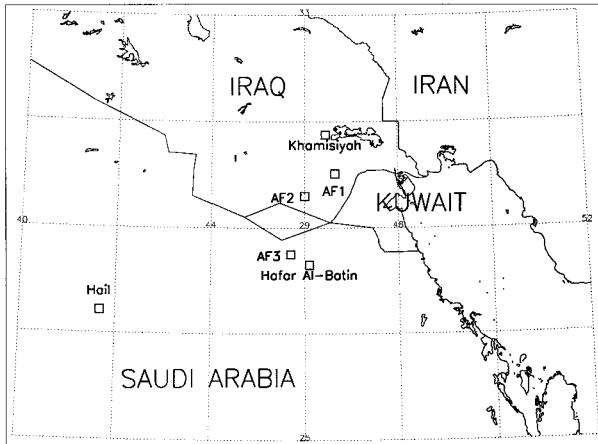 33
IRAQ
IRAN
Khamisiyah
AF1
AF2
KUWAIT
40
44
29
48
52
AF3
Hafar Al-Batin
Hail
SAUDI ARABIA
25